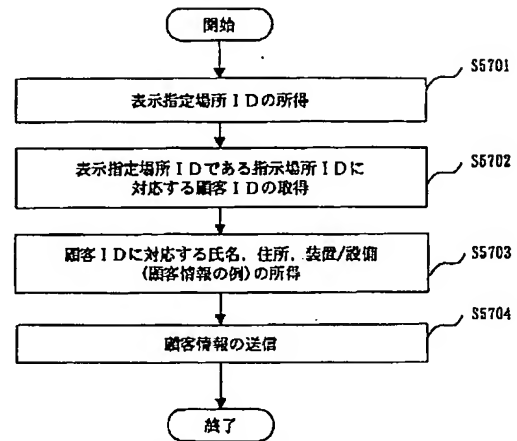 開始
S5701
表示指定場所IDの所得
S5702
表示指定場所IDである指示場所IDに
対応する顧客IDの取得
S5703
顧客IDに対応する氏名,住所,装置/設備
(顧客情報の例)の所得
S5704
顧客情報の送信
終了